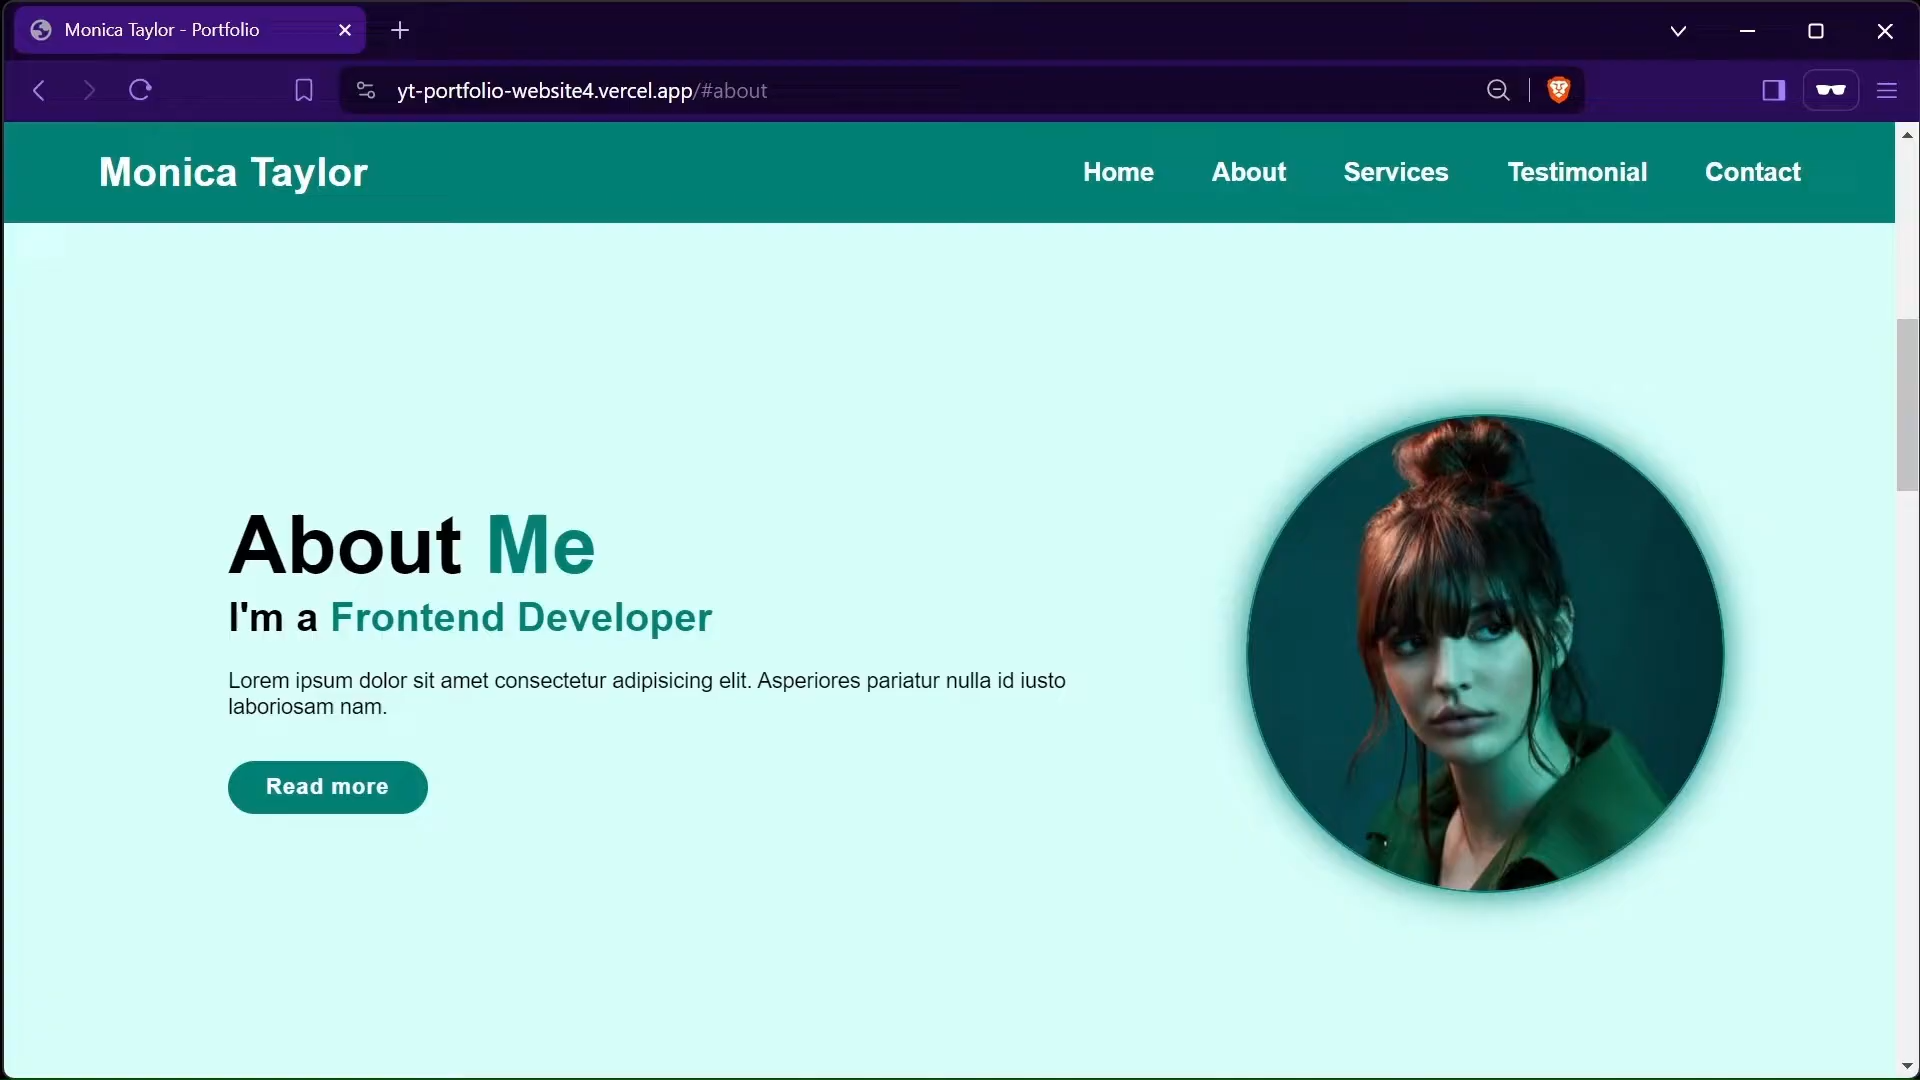 Monica Taylor - Portfolio
yt-portfolio-website4.vercel.app/#about
Monica Taylor
Home About Services Testimonial Contact
About Me
I'm a Frontend Developer
Lorem ipsum dolor sit amet consectetur adipisicing elit. Asperiores pariatur nulla id iusto
laboriosam nam.
Read more